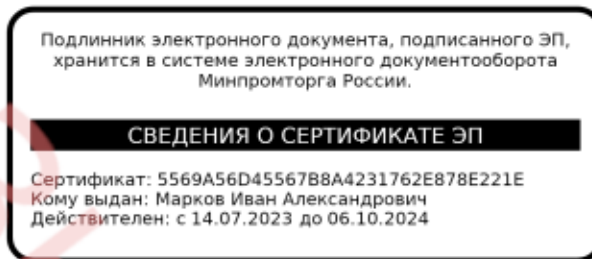 Подлинник электронного документа, подписанного ЭП,
хранится в системе электронного документооборота
Минпромторга России.
СВЕДЕНИЯ О СЕРТИФИКАТЕ ЭП
Сертификат: 5569A56D45567B8A4231762E878E221E
Кому выдан: Марков Иван Александрович
Действителен: с 14.07.2023 до 06.10.2024